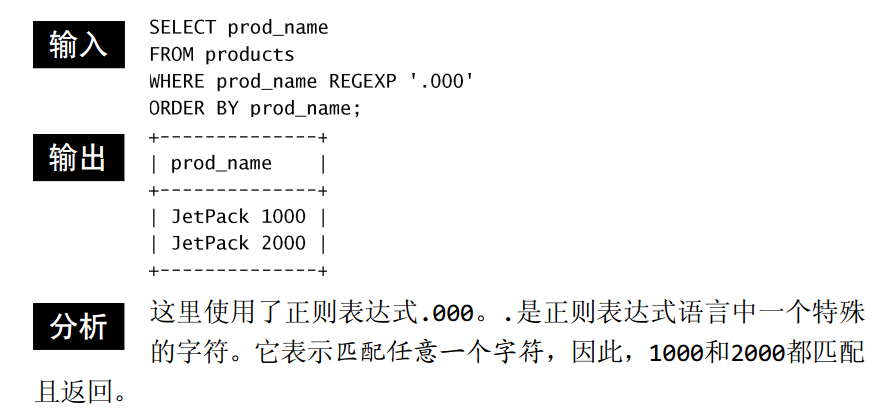 输入
SELECT prod_name
FROM products
WHERE prod_name REGEXP '.000'
ORDER BY prod_name;
输出
+--------------+
| prod_name    |
+--------------+
| JetPack 1000 |
| JetPack 2000 |
+--------------+
分析
这里使用了正则表达式.000。.是正则表达式语言中一个特殊
的字符。它表示匹配任意一个字符，因此，1000和2000都匹配
且返回。